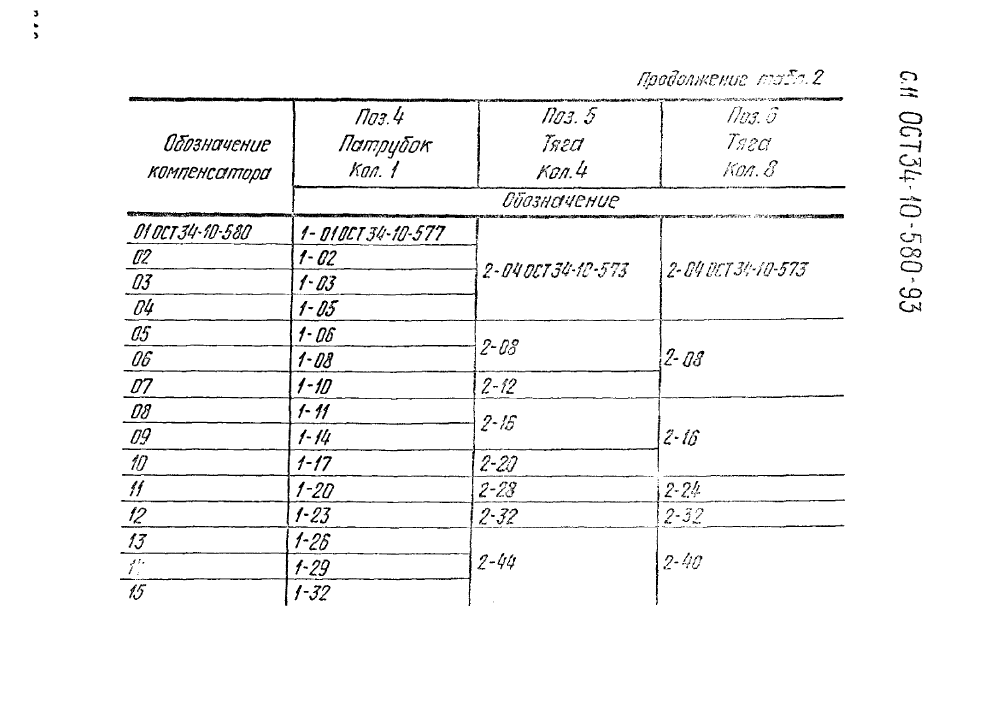 Продолжение табл. 2
Обозначение компенсатора | Поз. 4 Патрубок Кол. 1 | Поз. 5 Тяга Кол. 4 | Поз. 6 Тяга Кол. 8
Обозначение
01 ОСТ 34-10-580 | 1-01 ОСТ 34-10-577 | 2-04 ОСТ 34-10-573 | 2-04 ОСТ 34-10-573
02 | 1-02
03 | 1-03
04 | 1-05
05 | 1-06 | 2-08 | 2-08
06 | 1-08
07 | 1-10 | 2-12
08 | 1-11 | 2-16 | 2-16
09 | 1-14
10 | 1-17 | 2-20
11 | 1-20 | 2-28 | 2-24
12 | 1-23 | 2-32 | 2-32
13 | 1-26 | 2-44 | 2-40
1-29
15 | 1-32
ОСТ 34-10-580-93